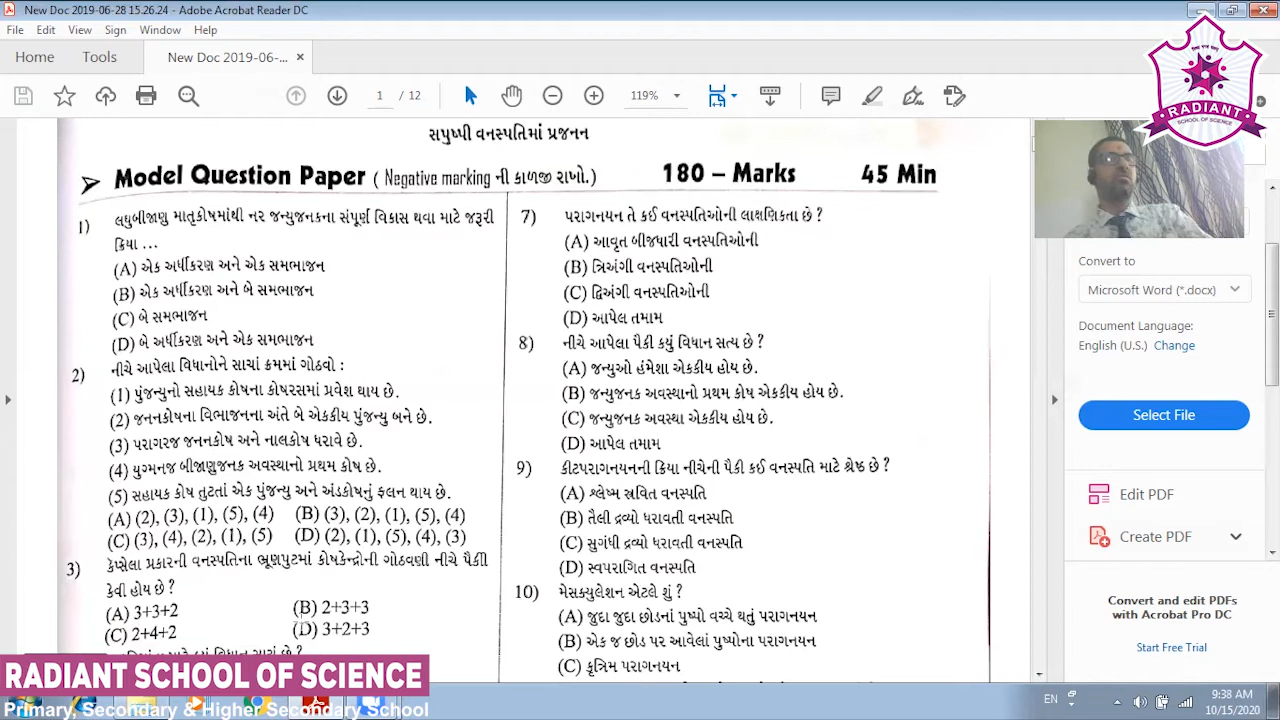 New Doc 2019-06-28 15.26.24 - Adobe Acrobat Reader DC
File Edit View Sign Window Help
Home Tools New Doc 2019-06-... ×
1 / 12 119%
RADIANT
SCHOOL OF SCIENCE
સપુષ્પી વનસ્પતિમાં પ્રજનન
Model Question Paper ( Negative marking ની કાળજી રાખો.) 180 – Marks 45 Min
1) લઘુબીજાણુ માતૃકોષમાંથી નર જન્યુજનકના સંપૂર્ણ વિકાસ થવા માટે જરૂરી
ક્રિયા ...
(A) એક અર્ધીકરણ અને એક સમભાજન
(B) એક અર્ધીકરણ અને બે સમભાજન
(C) બે સમભાજન
(D) બે અર્ધીકરણ અને એક સમભાજન
2) નીચે આપેલા વિધાનોને સાચાં ક્રમમાં ગોઠવો :
(1) પુંજન્યુનો સહાયક કોષના કોષરસમાં પ્રવેશ થાય છે.
(2) જનનકોષના વિભાજનના અંતે બે એકકીય પુંજન્યુ બને છે.
(3) પરાગરજ જનનકોષ અને નાલકોષ ધરાવે છે.
(4) યુગ્મનજ બીજાણુજનક અવસ્થાનો પ્રથમ કોષ છે.
(5) સહાયક કોષ તુટતાં એક પુંજન્યુ અને અંડકોષનું ફલન થાય છે.
(A) (2), (3), (1), (5), (4) (B) (3), (2), (1), (5), (4)
(C) (3), (4), (2), (1), (5) (D) (2), (1), (5), (4), (3)
3) કેપ્સેલા પ્રકારની વનસ્પતિના ભ્રૂણપુટમાં કોષકેન્દ્રોની ગોઠવણી નીચે પૈકી
કેવી હોય છે ?
(A) 3+3+2 (B) 2+3+3
(C) 2+4+2 (D) 3+2+3
7) પરાગનયન તે કઈ વનસ્પતિઓની લાક્ષણિકતા છે ?
(A) આવૃત બીજધારી વનસ્પતિઓની
(B) ત્રિઅંગી વનસ્પતિઓની
(C) દ્વિઅંગી વનસ્પતિઓની
(D) આપેલ તમામ
8) નીચે આપેલા પૈકી કયું વિધાન સત્ય છે ?
(A) જન્યુઓ હંમેશા એકકીય હોય છે.
(B) જન્યુજનક અવસ્થાનો પ્રથમ કોષ એકકીય હોય છે.
(C) જન્યુજનક અવસ્થા એકકીય હોય છે.
(D) આપેલ તમામ
9) કીટપરાગનયનની ક્રિયા નીચેની પૈકી કઈ વનસ્પતિ માટે શ્રેષ્ઠ છે ?
(A) શ્લેષ્મ સ્રવિત વનસ્પતિ
(B) તૈલી દ્રવ્યો ધરાવતી વનસ્પતિ
(C) સુગંધી દ્રવ્યો ધરાવતી વનસ્પતિ
(D) સ્વપરાગિત વનસ્પતિ
10) મેસક્યુલેશન એટલે શું ?
(A) જુદા જુદા છોડનાં પુષ્પો વચ્ચે થતું પરાગનયન
(B) એક જ છોડ પર આવેલાં પુષ્પોના પરાગનયન
(C) કૃત્રિમ પરાગનયન
Convert to
Microsoft Word (*.docx)
Document Language:
English (U.S.) Change
Select File
Edit PDF
Create PDF
Convert and edit PDFs
with Acrobat Pro DC
Start Free Trial
RADIANT SCHOOL OF SCIENCE
Primary, Secondary & Higher Secondary School
EN
9:38 AM
10/15/2020